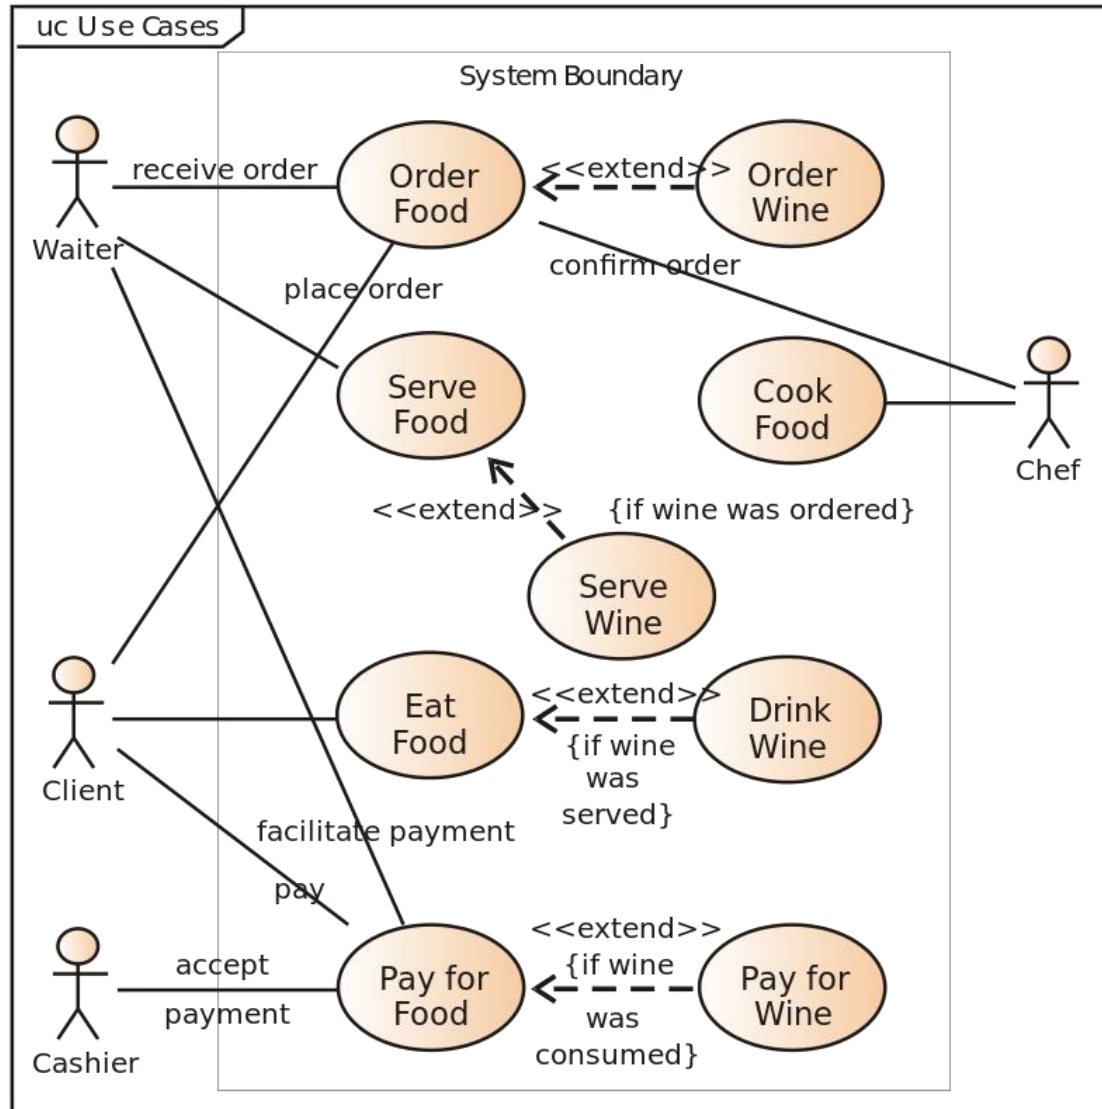 uc Use Cases
System Boundary
receive order
Order
Food
<<extend>>
Order
Wine
Waiter
place order
confirm order
Serve
Food
Cook
Food
Chef
<<extend>>
{if wine was ordered}
Serve
Wine
Client
Eat
Food
<<extend>>
{if wine
was
served}
Drink
Wine
facilitate payment
pay
accept
payment
Cashier
Pay for
Food
<<extend>>
{if wine
was
consumed}
Pay for
Wine